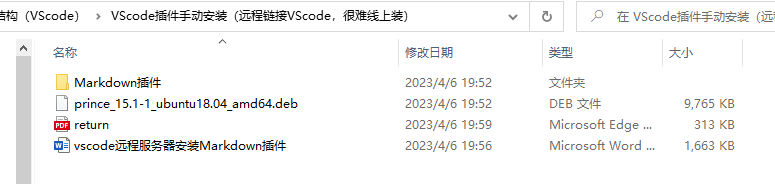 结构（VScode） VScode插件手动安装（远程链接VScode，很难线上装） 在 VScode插件手动安装（远
名称 修改日期 类型 大小
Markdown插件 2023/4/6 19:52 文件夹
prince_15.1-1_ubuntu18.04_amd64.deb 2023/4/6 19:52 DEB 文件 9,765 KB
PDF return 2023/4/6 19:59 Microsoft Edge ... 313 KB
vscode远程服务器安装Markdown插件 2023/4/6 19:56 Microsoft Word ... 1,663 KB